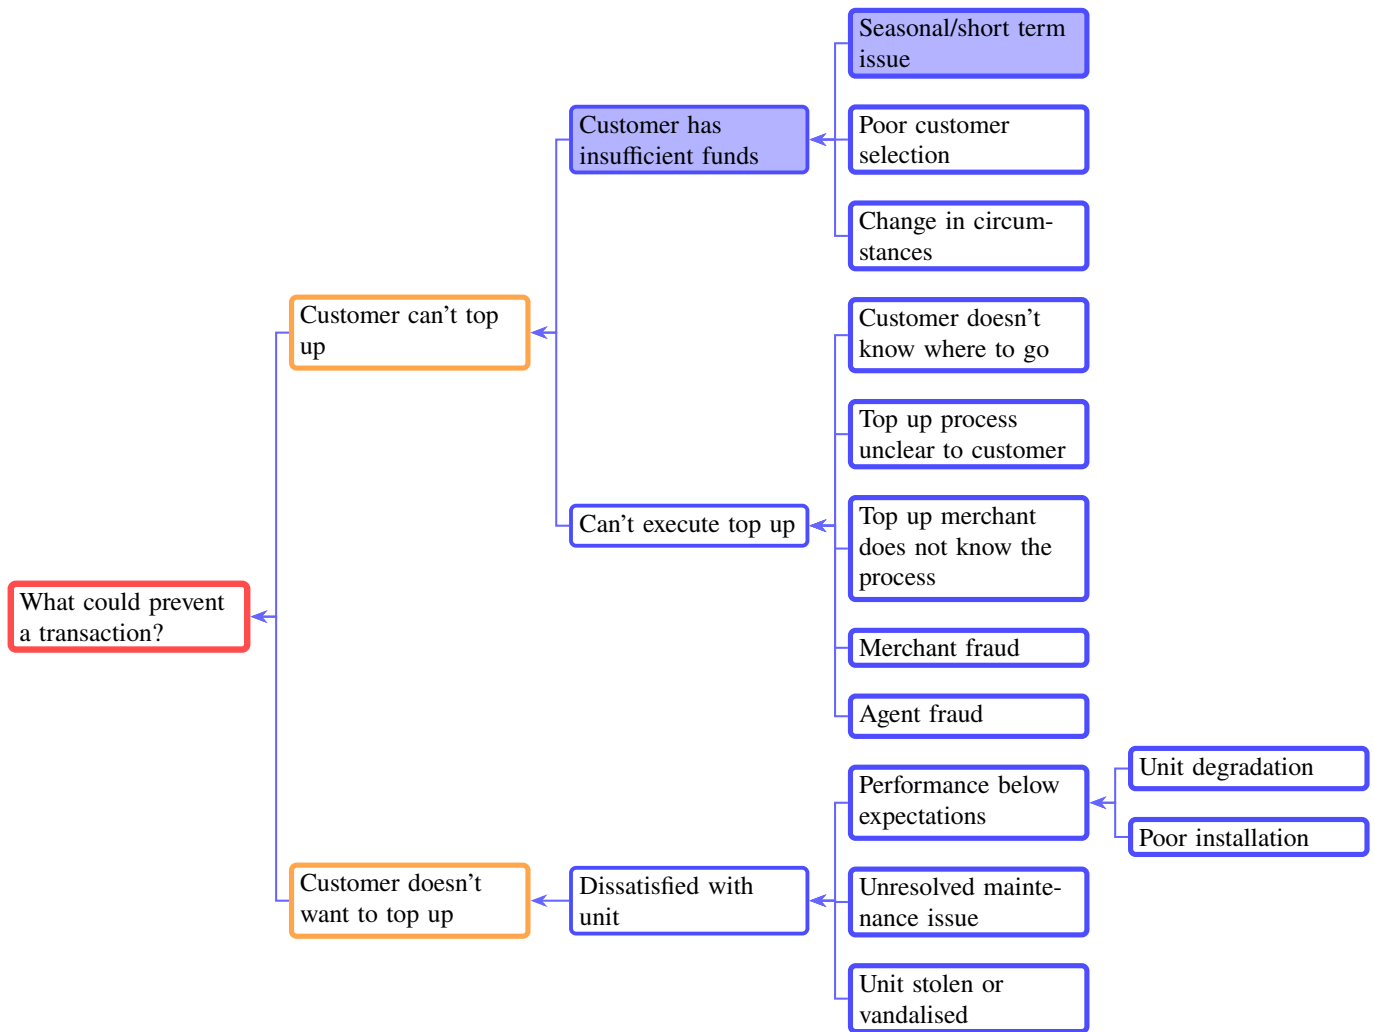 What could prevent
a transaction?
Customer can't top
up
Customer has
insufficient funds
Seasonal/short term
issue
Poor customer
selection
Change in circum-
stances
Can't execute top up
Customer doesn't
know where to go
Top up process
unclear to customer
Top up merchant
does not know the
process
Merchant fraud
Agent fraud
Customer doesn't
want to top up
Dissatisfied with
unit
Performance below
expectations
Unit degradation
Poor installation
Unresolved mainte-
nance issue
Unit stolen or
vandalised